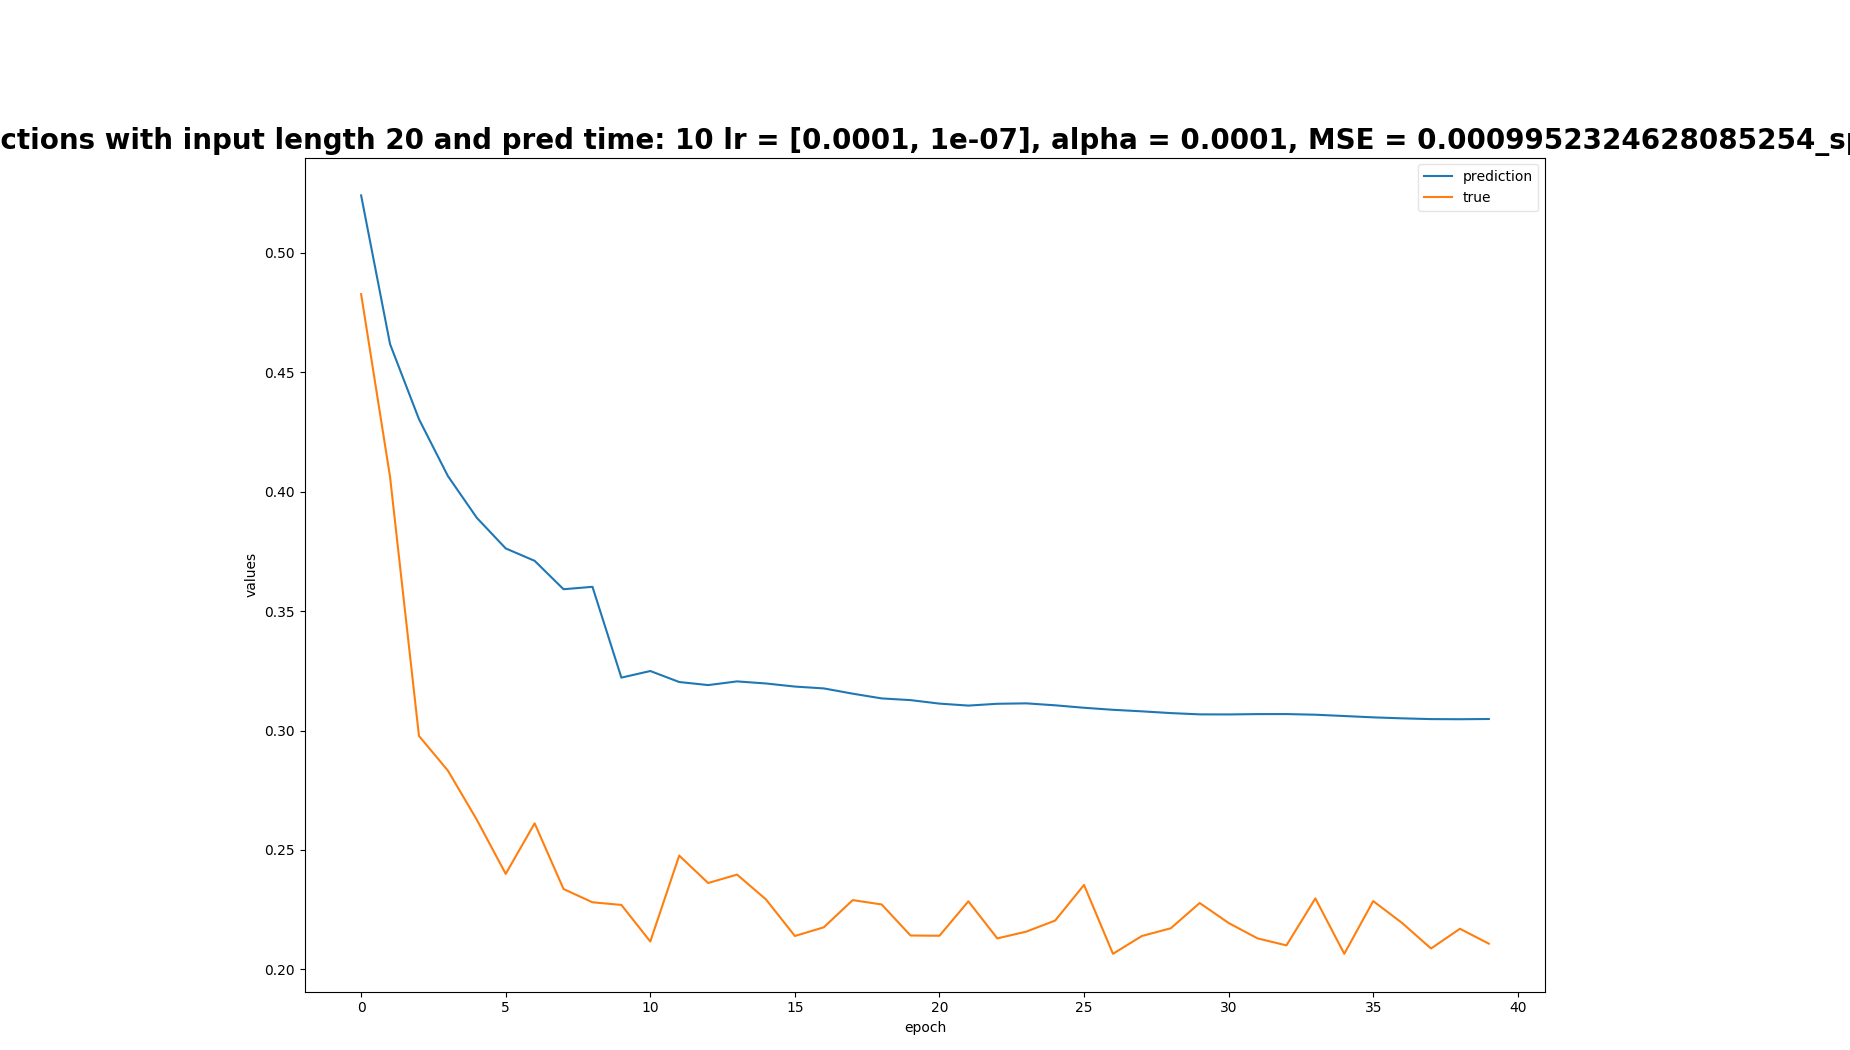 ctions with input length 20 and pred time: 10 lr = [0.0001, 1e-07], alpha = 0.0001, MSE = 0.0009952324628085254_sp
prediction
true
0.50
0.45
0.40
0.35
0.30
0.25
0.20
values
0 5 10 15 20 25 30 35 40
epoch